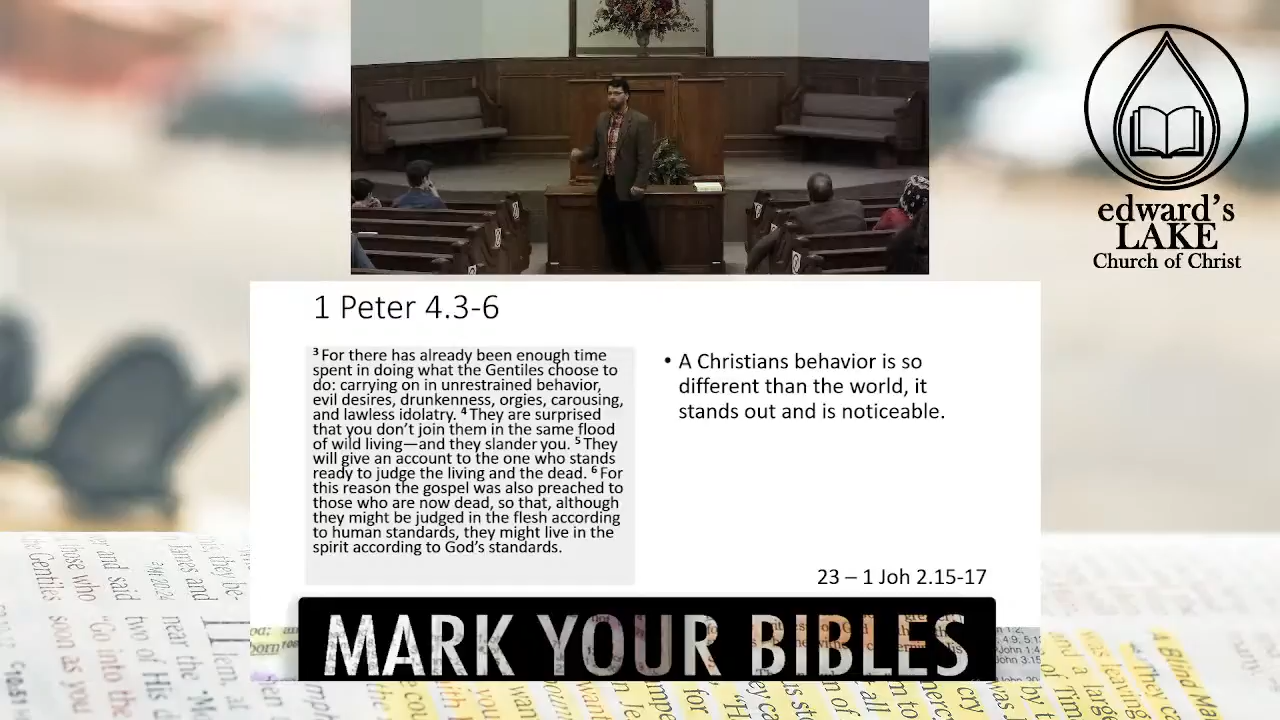 edward's
LAKE
Church of Christ
1 Peter 4.3-6
³ For there has already been enough time
spent in doing what the Gentiles choose to
do: carrying on in unrestrained behavior,
evil desires, drunkenness, orgies, carousing,
and lawless idolatry. ⁴ They are surprised
that you don't join them in the same flood
of wild living—and they slander you. ⁵ They
will give an account to the one who stands
ready to judge the living and the dead. ⁶ For
this reason the gospel was also preached to
those who are now dead, so that, although
they might be judged in the flesh according
to human standards, they might live in the
spirit according to God's standards.
• A Christians behavior is so
different than the world, it
stands out and is noticeable.
23 – 1 Joh 2.15-17
MARK YOUR BIBLES